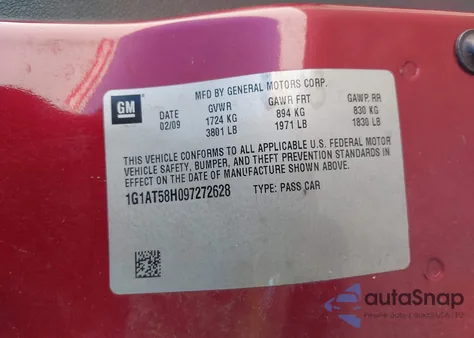 MFD BY GENERAL MOTORS CORP.
GM
DATE GVWR GAWR FRT GAWR RR
02/09 1724 KG 894 KG 830 KG
3801 LB 1971 LB 1830 LB
THIS VEHICLE CONFORMS TO ALL APPLICABLE U.S. FEDERAL MOTOR
VEHICLE SAFETY, BUMPER, AND THEFT PREVENTION STANDARDS IN
EFFECT ON THE DATE OF MANUFACTURE SHOWN ABOVE.
1G1AT58H097272628 TYPE: PASS CAR
autoSnap